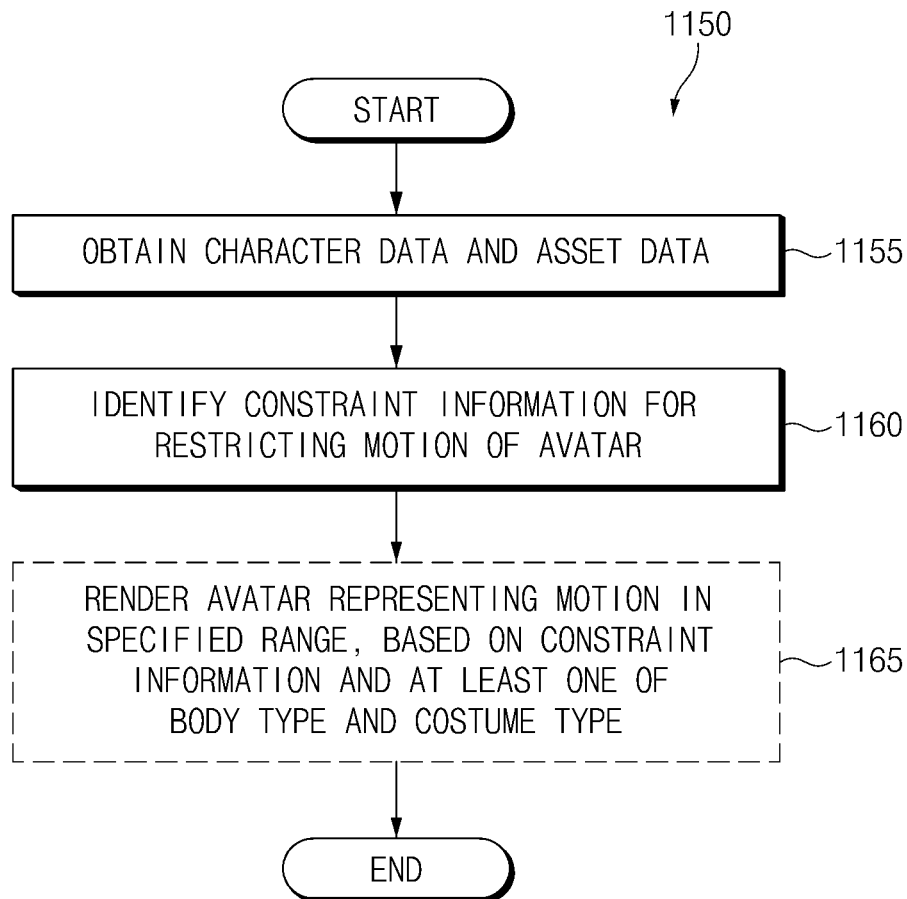 1150
START
OBTAIN CHARACTER DATA AND ASSET DATA
1155
IDENTIFY CONSTRAINT INFORMATION FOR
RESTRICTING MOTION OF AVATAR
1160
RENDER AVATAR REPRESENTING MOTION IN
SPECIFIED RANGE, BASED ON CONSTRAINT
INFORMATION AND AT LEAST ONE OF
BODY TYPE AND COSTUME TYPE
1165
END